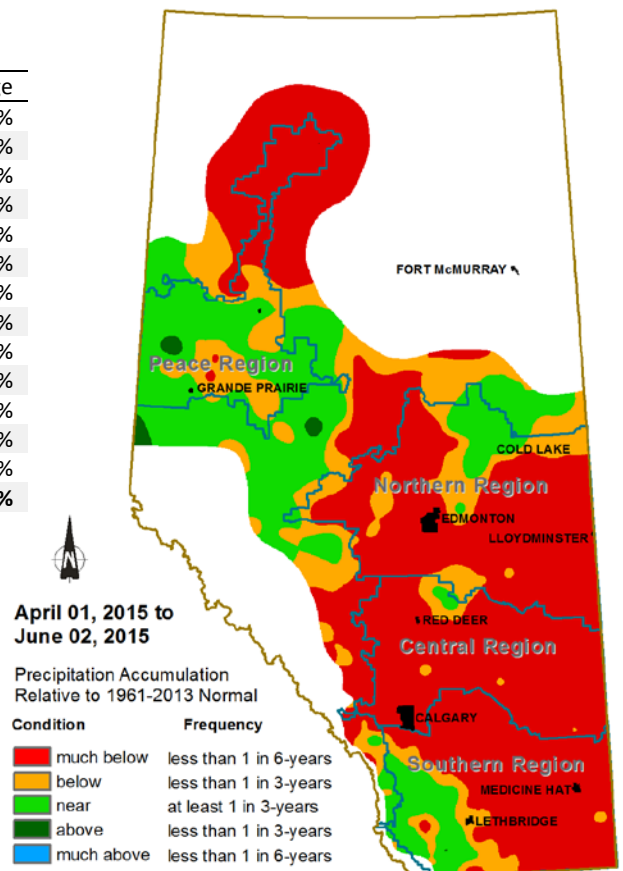 ge
%
%
%
%
%
%
%
%
%
%
%
%
%
%
FORT McMURRAY
Peace Region
GRANDE PRAIRIE
COLD LAKE
Northern Region
EDMONTON
LLOYDMINSTER
N
April 01, 2015 to
June 02, 2015
RED DEER
Central Region
Precipitation Accumulation
Relative to 1961-2013 Normal
CALGARY
Condition Frequency
much below less than 1 in 6-years
below less than 1 in 3-years
near at least 1 in 3-years
above less than 1 in 3-years
much above less than 1 in 6-years
Southern Region
MEDICINE HAT
LETHBRIDGE